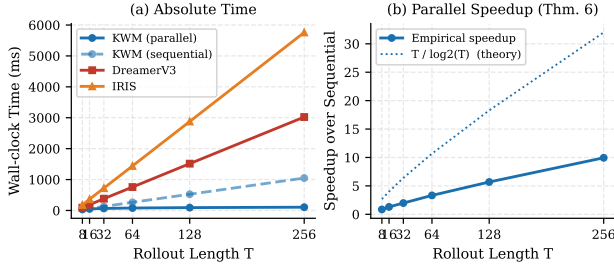 (a) Absolute Time
Wall-clock Time (ms)
6000
5000
4000
3000
2000
1000
0
KWM (parallel)
KWM (sequential)
DreamerV3
IRIS
8 16 32 64 128 256
Rollout Length T
(b) Parallel Speedup (Thm. 6)
Speedup over Sequential
30
25
20
15
10
5
0
Empirical speedup
T / log2(T) (theory)
8 16 32 64 128 256
Rollout Length T